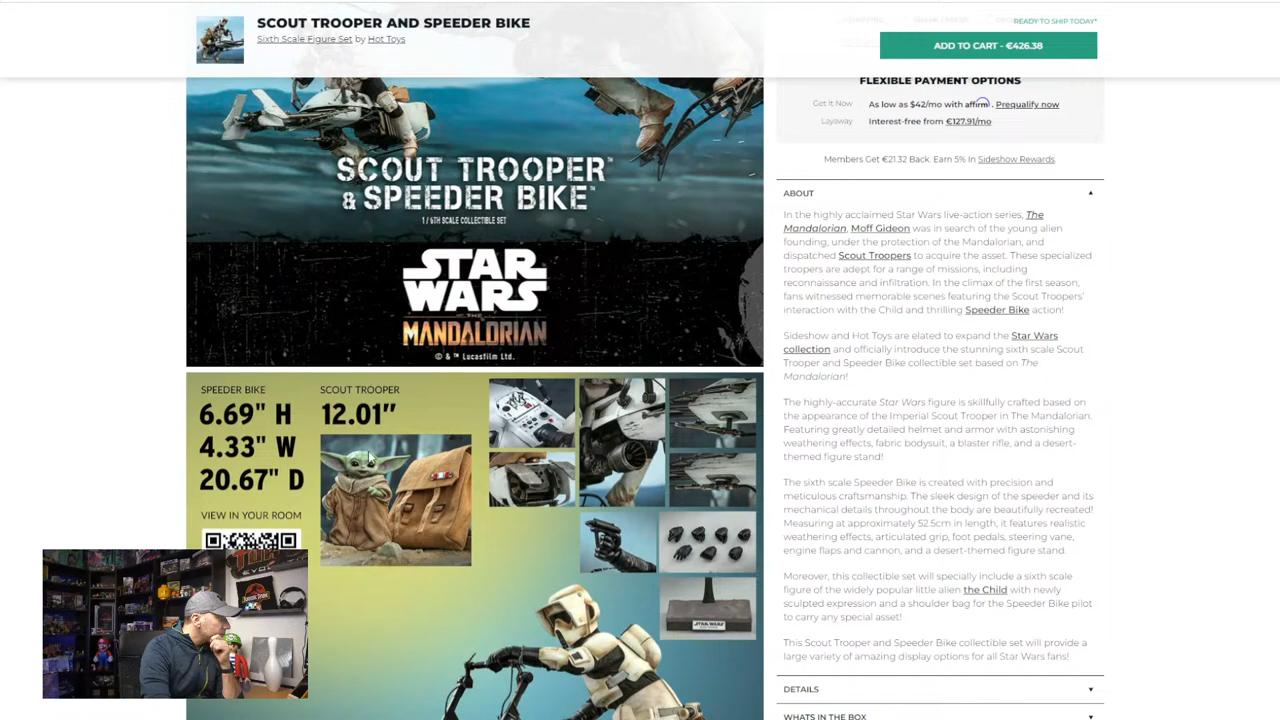 SCOUT TROOPER AND SPEEDER BIKE
Sixth Scale Figure Set by Hot Toys
READY TO SHIP TODAY*
ADD TO CART - €426.38
FLEXIBLE PAYMENT OPTIONS
Get It Now As low as $42/mo with affirm . Prequalify now
Layaway Interest-free from €127.91/mo
Members Get €21.32 Back. Earn 5% In Sideshow Rewards.
SCOUT TROOPER™
& SPEEDER BIKE™
1 / 6TH SCALE COLLECTIBLE SET
STAR
WARS
THE
MANDALORIAN
© & ™ Lucasfilm Ltd.
SPEEDER BIKE
6.69" H
4.33" W
20.67" D
VIEW IN YOUR ROOM
SCOUT TROOPER
12.01"
STAR WARS
ABOUT
In the highly acclaimed Star Wars live-action series, The
Mandalorian, Moff Gideon was in search of the young alien
founding, under the protection of the Mandalorian, and
dispatched Scout Troopers to acquire the asset. These specialized
troopers are adept for a range of missions, including
reconnaissance and infiltration. In the climax of the first season,
fans witnessed memorable scenes featuring the Scout Troopers'
interaction with the Child and thrilling Speeder Bike action!
Sideshow and Hot Toys are elated to expand the Star Wars
collection and officially introduce the stunning sixth scale Scout
Trooper and Speeder Bike collectible set based on The
Mandalorian!
The highly-accurate Star Wars figure is skillfully crafted based on
the appearance of the Imperial Scout Trooper in The Mandalorian.
Featuring greatly detailed helmet and armor with astonishing
weathering effects, fabric bodysuit, a blaster rifle, and a desert-
themed figure stand!
The sixth scale Speeder Bike is created with precision and
meticulous craftsmanship. The sleek design of the speeder and its
mechanical details throughout the body are beautifully recreated!
Measuring at approximately 52.5cm in length, it features realistic
weathering effects, articulated grip, foot pedals, steering vane,
engine flaps and cannon, and a desert-themed figure stand.
Moreover, this collectible set will specially include a sixth scale
figure of the widely popular little alien the Child with newly
sculpted expression and a shoulder bag for the Speeder Bike pilot
to carry any special asset!
This Scout Trooper and Speeder Bike collectible set will provide a
large variety of amazing display options for all Star Wars fans!
DETAILS
WHATS IN THE BOX